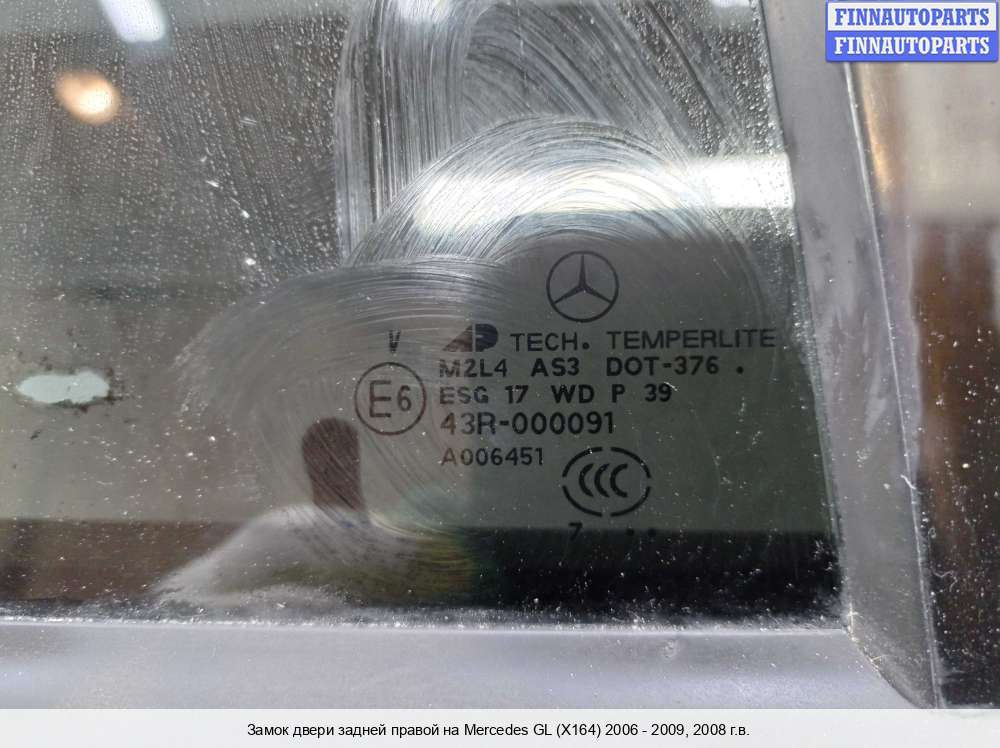 FINNAUTOPARTS
FINNAUTOPARTS
V
TECH. TEMPERLITE
M2L4 AS3 DOT-376 .
E6
ESG 17 WD P 39
43R-000091
A006451
CCC
7 . .
Замок двери задней правой на Mercedes GL (X164) 2006 - 2009, 2008 г.в.